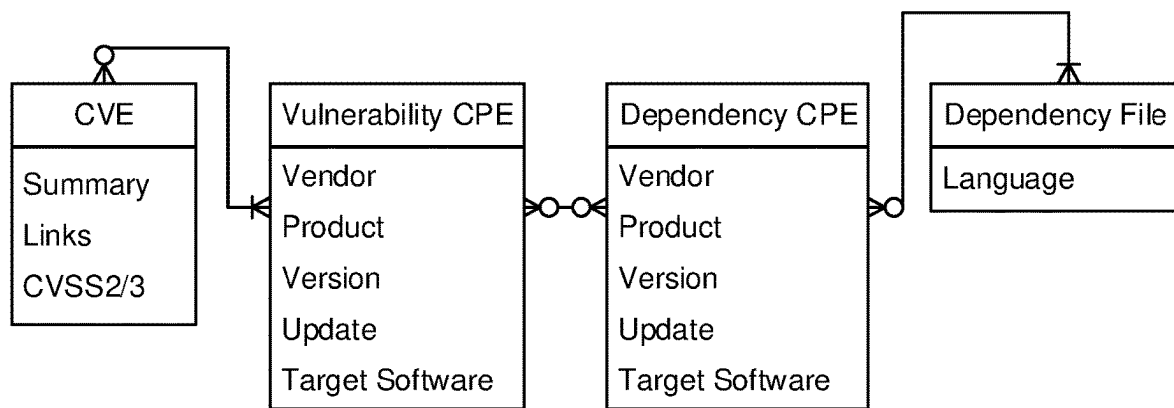 CVE
Summary
Links
CVSS2/3
Vulnerability CPE
Vendor
Product
Version
Update
Target Software
Dependency CPE
Vendor
Product
Version
Update
Target Software
Dependency File
Language